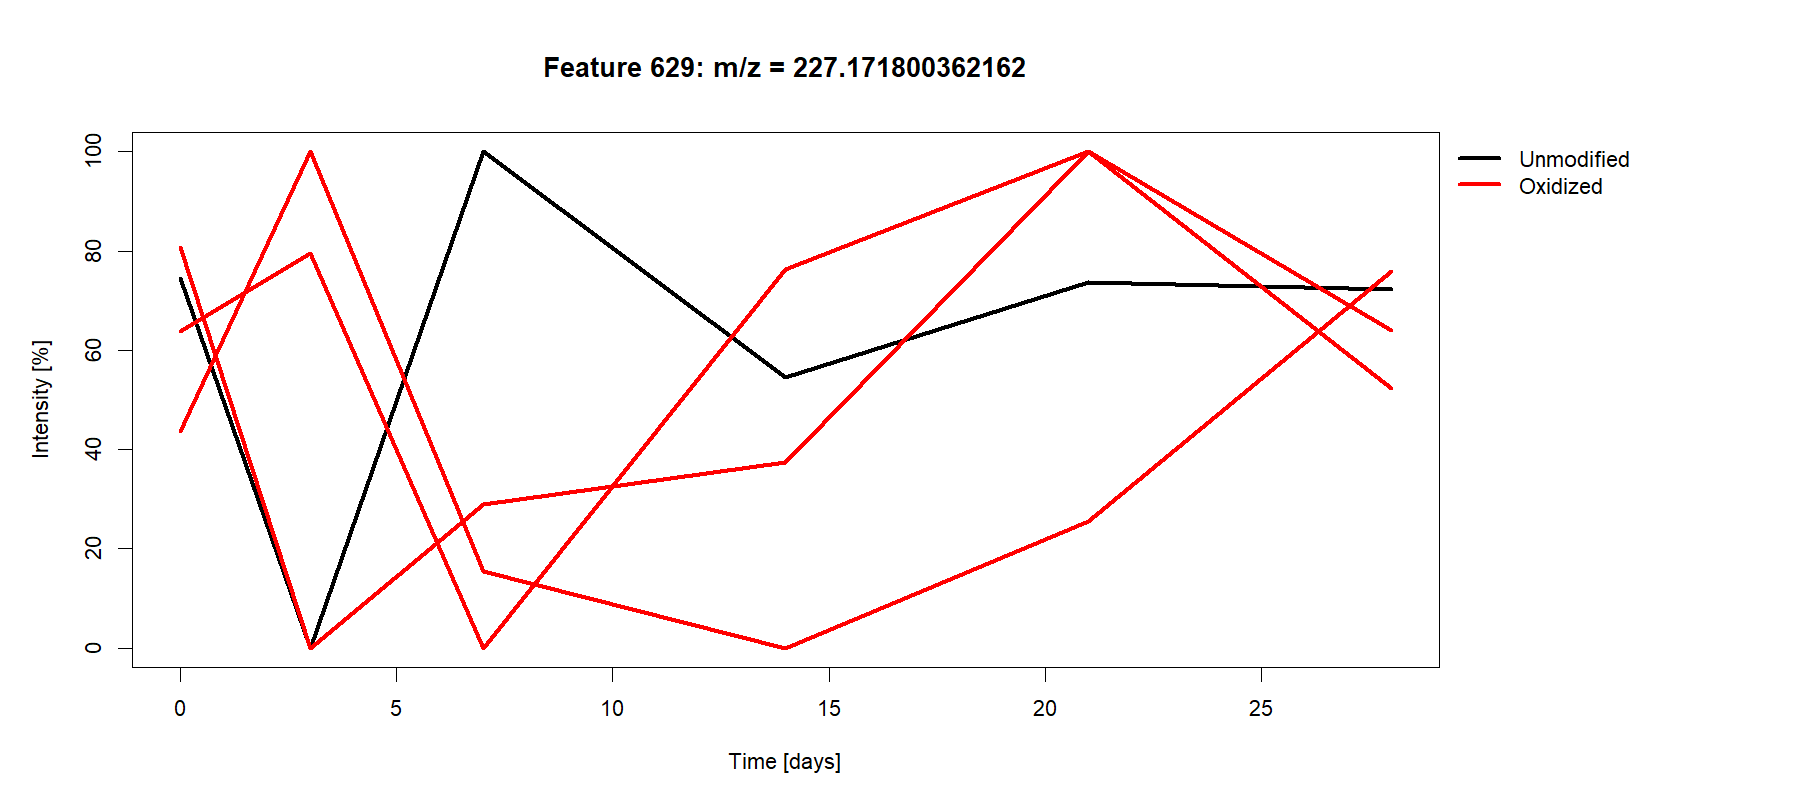 Feature 629: m/z = 227.171800362162
Unmodified
Oxidized
Intensity [%]
100
80
60
40
20
0
0 5 10 15 20 25
Time [days]